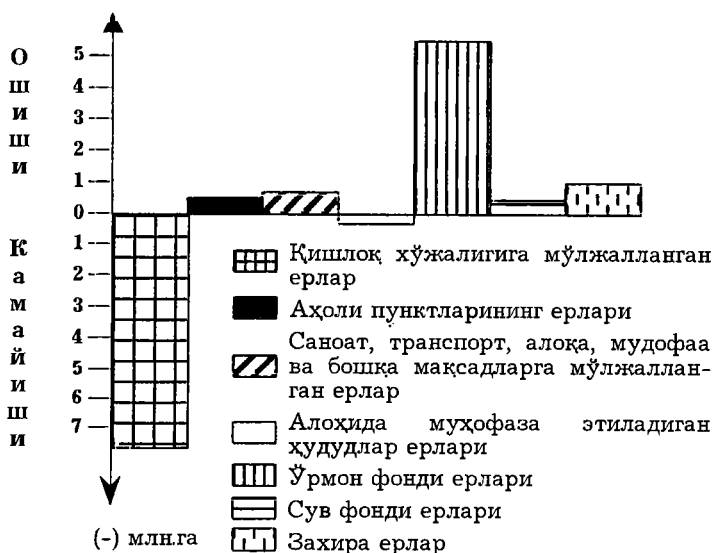 Ошиши
5
4
3
2
1
0
Камайиши
1
2
3
4
5
6
7
(-) млн.га
Қишлоқ хўжалигига мўлжалланган
ерлар
Аҳоли пунктларининг ерлари
Саноат, транспорт, алоқа, мудофаа
ва бошқа мақсадларга мўлжаллан-
ган ерлар
Алоҳида муҳофаза этиладиган
ҳудудлар ерлари
Ўрмон фонди ерлари
Сув фонди ерлари
Захира ерлар